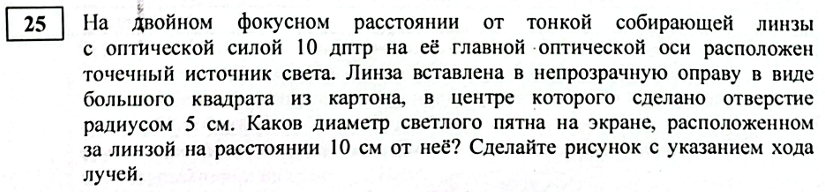 25 На двойном фокусном расстоянии от тонкой собирающей линзы
с оптической силой 10 дптр на её главной оптической оси расположен
точечный источник света. Линза вставлена в непрозрачную оправу в виде
большого квадрата из картона, в центре которого сделано отверстие
радиусом 5 см. Каков диаметр светлого пятна на экране, расположенном
за линзой на расстоянии 10 см от неё? Сделайте рисунок с указанием хода
лучей.